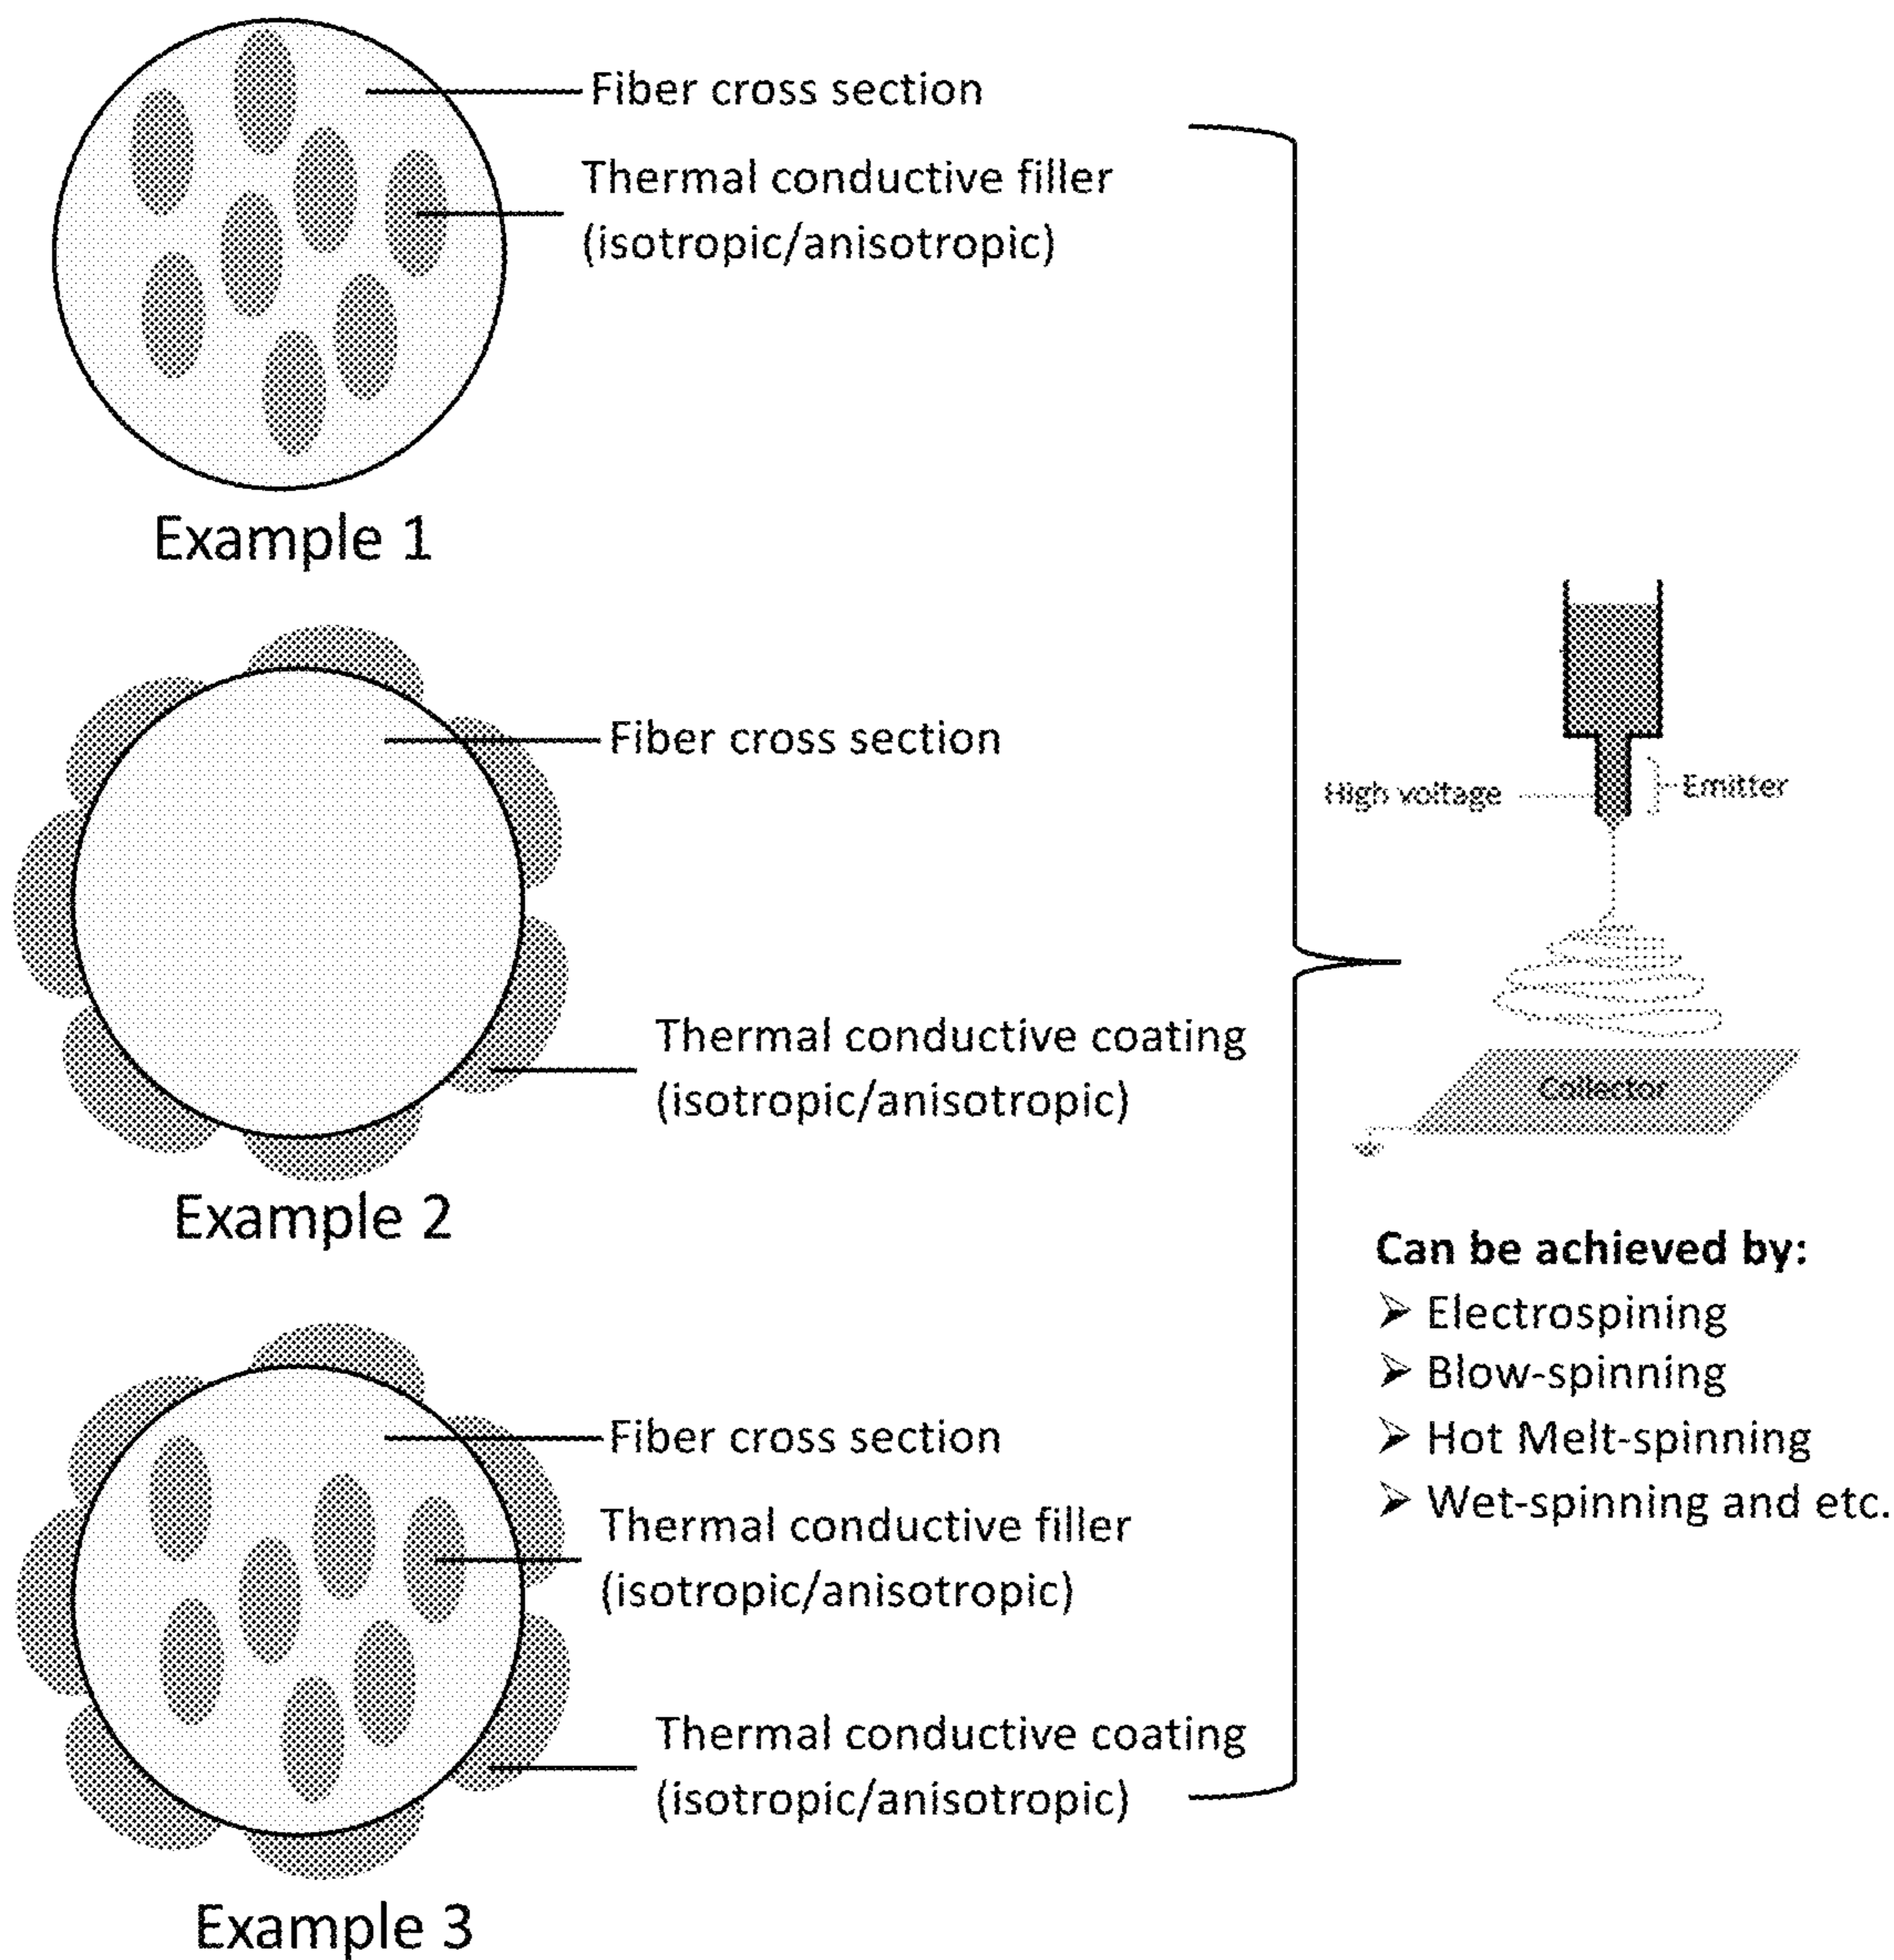 Fiber cross section
Thermal conductive filler
(isotropic/anisotropic)
Example 1
Fiber cross section
Thermal conductive coating
(isotropic/anisotropic)
Example 2
Fiber cross section
Thermal conductive filler
(isotropic/anisotropic)
Thermal conductive coating
(isotropic/anisotropic)
Example 3
High voltage
Emitter
Collector
Can be achieved by:
➢ Electrospining
➢ Blow-spinning
➢ Hot Melt-spinning
➢ Wet-spinning and etc.